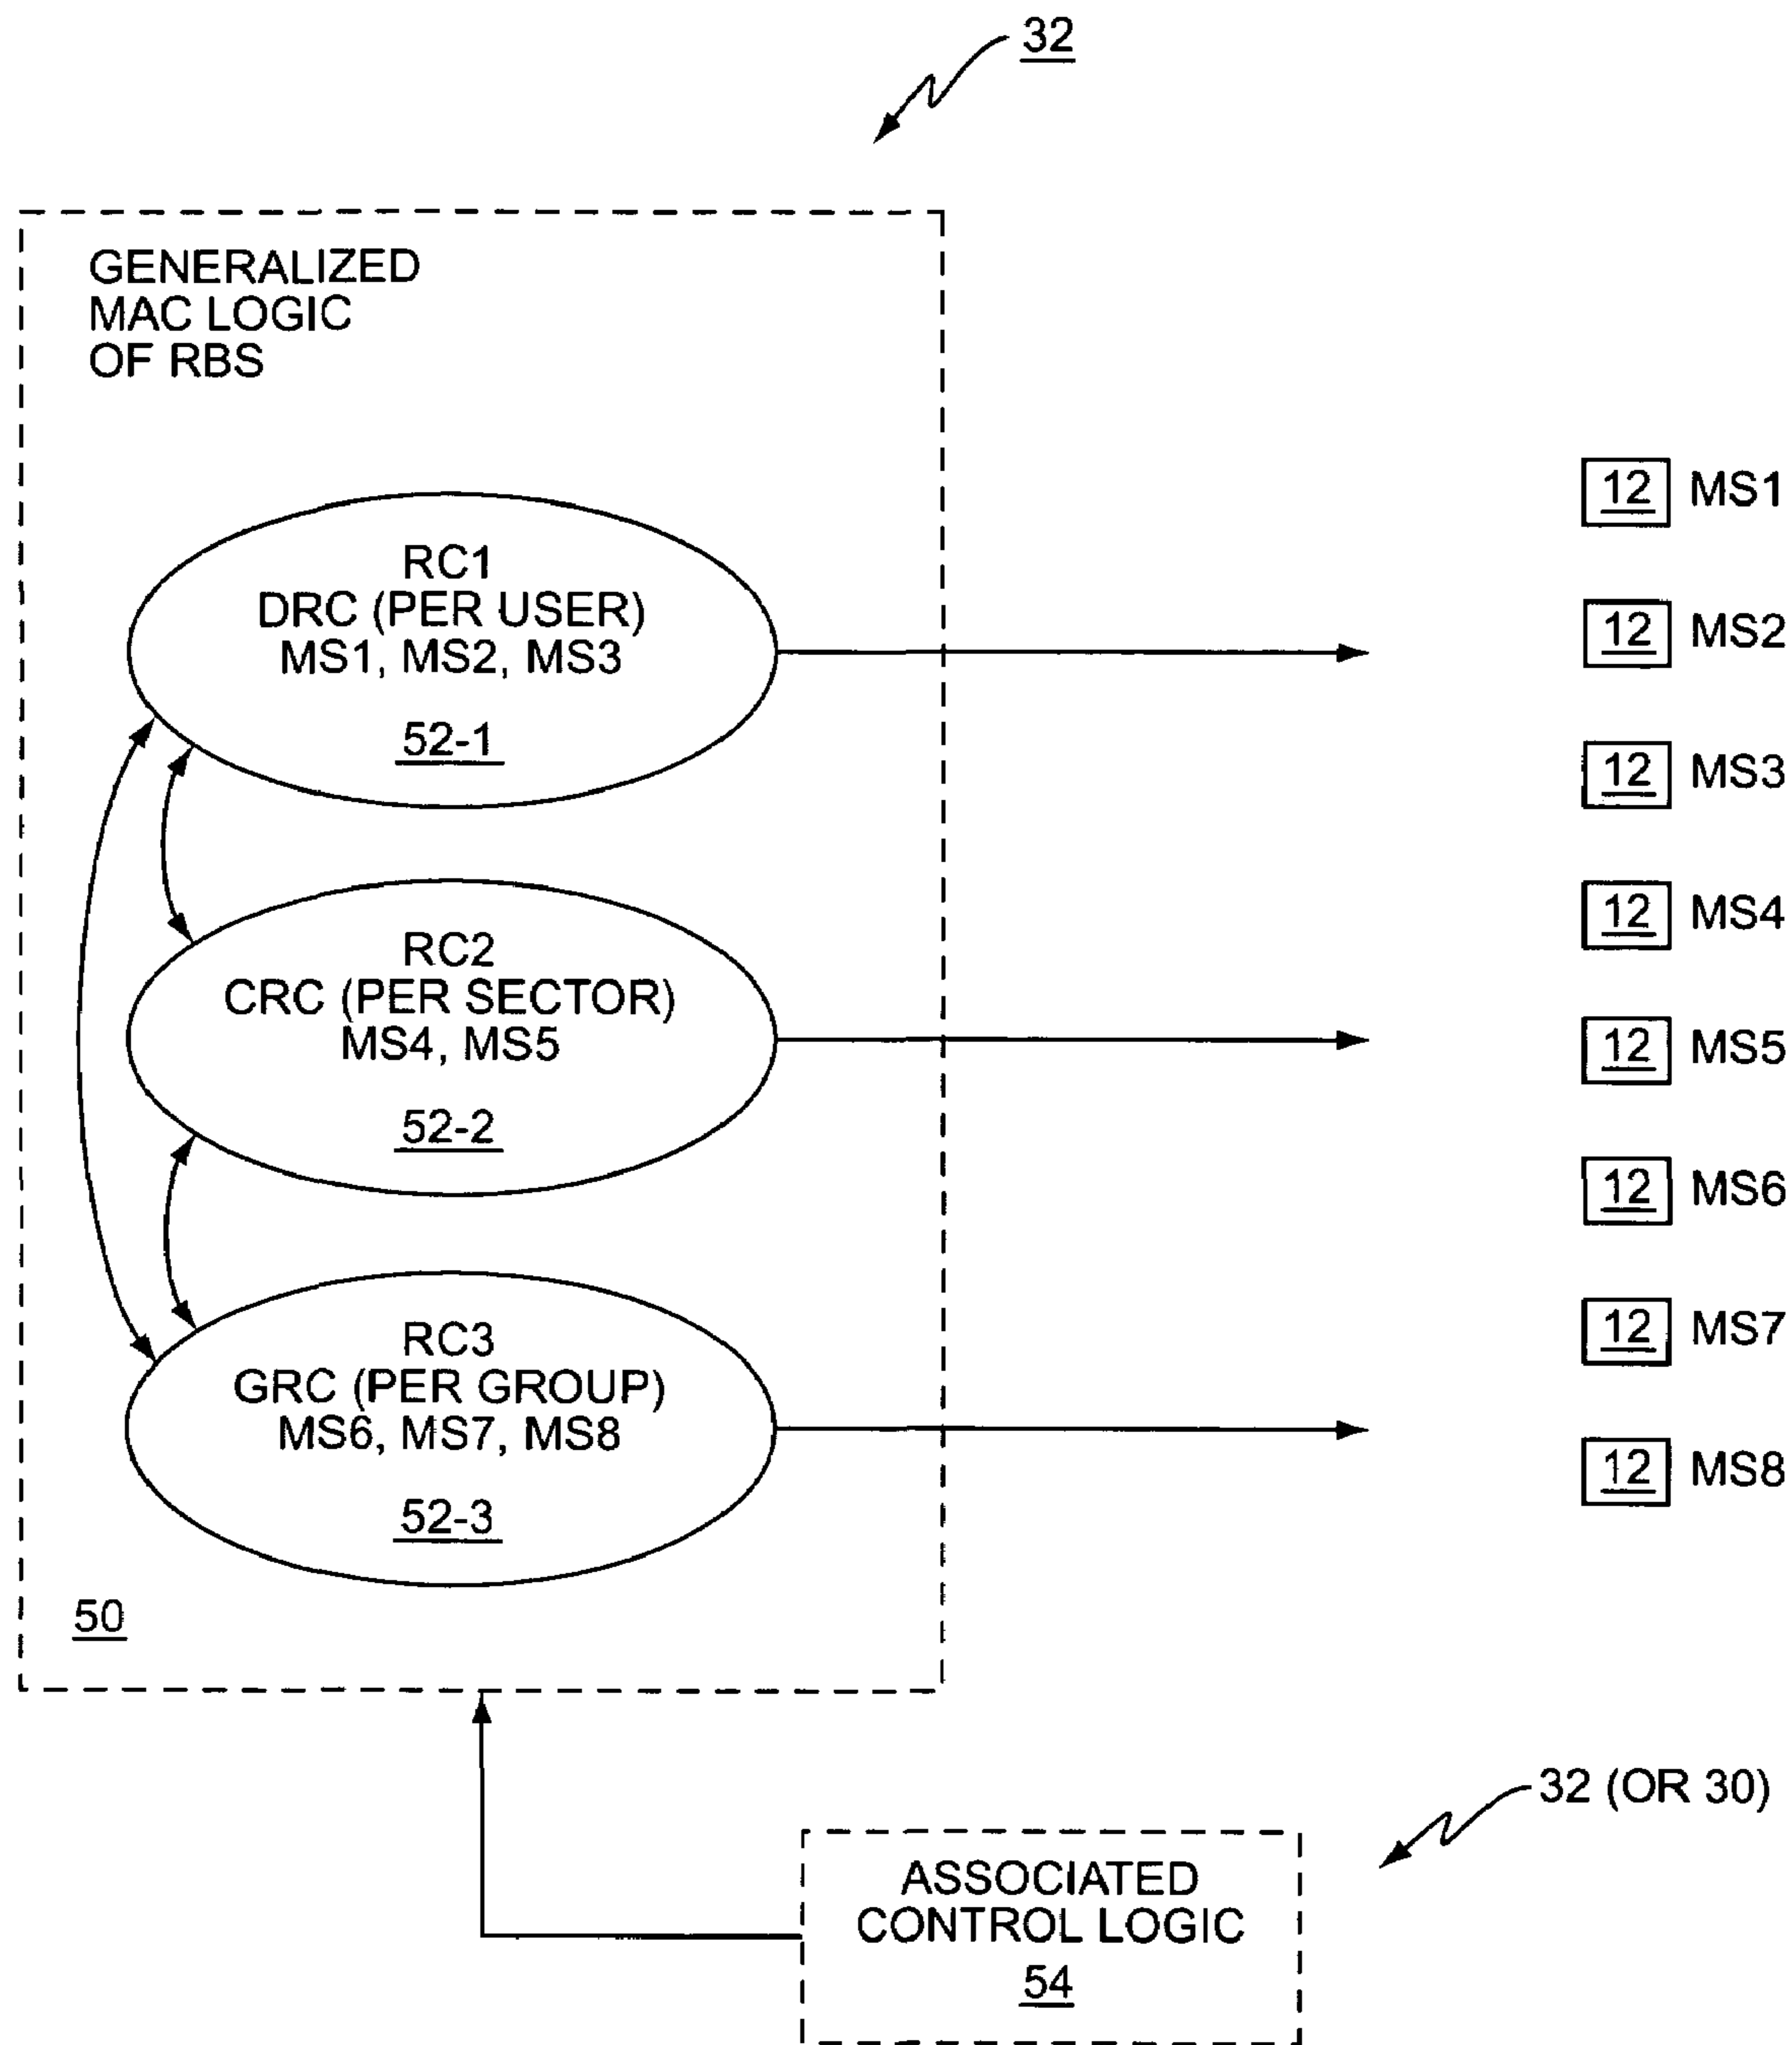 32
GENERALIZED
MAC LOGIC
OF RBS
RC1
DRC (PER USER)
MS1, MS2, MS3
52-1
RC2
CRC (PER SECTOR)
MS4, MS5
52-2
RC3
GRC (PER GROUP)
MS6, MS7, MS8
52-3
50
12 MS1
12 MS2
12 MS3
12 MS4
12 MS5
12 MS6
12 MS7
12 MS8
32 (OR 30)
ASSOCIATED
CONTROL LOGIC
54